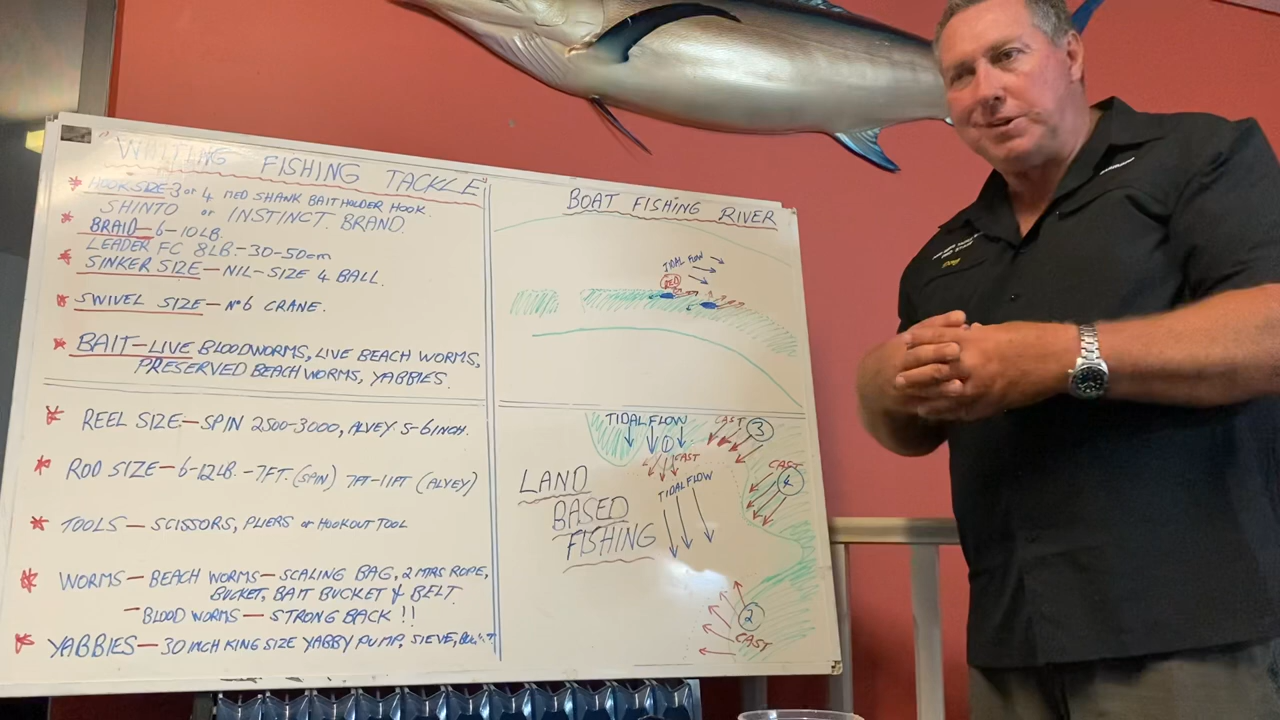 WHITING FISHING TACKLE
* HOOK SIZE-3 or 4 MED SHANK BAITHOLDER HOOK.
SHINTO or INSTINCT. BRAND.
* BRAID-6-10LB.
LEADER FC 8LB.-30-50cm
* SINKER SIZE-NIL-SIZE 4 BALL.
* SWIVEL SIZE-No6 CRANE.
* BAIT-LIVE BLOODWORMS, LIVE BEACH WORMS,
PRESERVED BEACH WORMS, YABBIES.
* REEL SIZE-SPIN 2500-3000, ALVEY 5-6 INCH.
* ROD SIZE-6-12LB.-7FT. (SPIN) 7FT-11FT (ALVEY)
* TOOLS-SCISSORS, PLIERS or HOOKOUT TOOL
* WORMS-BEACH WORMS-SCALING BAG, 2 MTRS ROPE,
BUCKET, BAIT BUCKET & BELT.
-BLOOD WORMS-STRONG BACK!!
* YABBIES-30 INCH KING SIZE YABBY PUMP, SIEVE,
BOAT FISHING RIVER
TIDAL FLOW
BED
TIDAL FLOW
1
CAST
CAST 3
CAST
4
TIDAL FLOW
LAND
BASED
FISHING
2
CAST